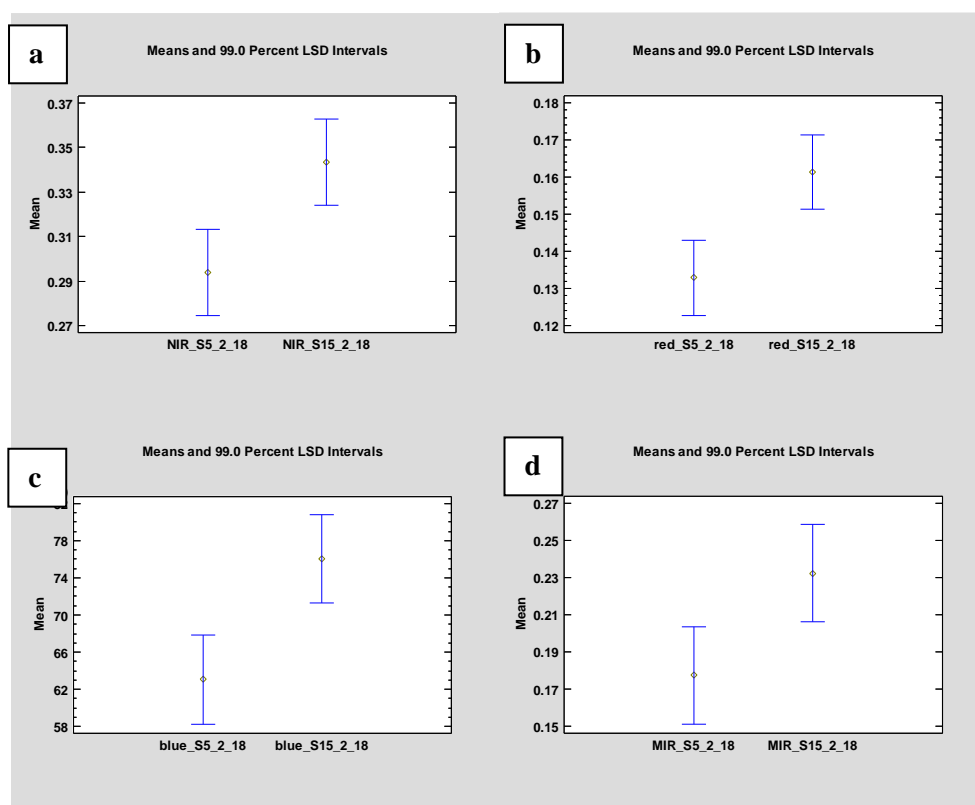 a
Means and 99.0 Percent LSD Intervals
0.37
0.35
0.33
0.31
0.29
0.27
Mean
NIR_S5_2_18 NIR_S15_2_18
b
Means and 99.0 Percent LSD Intervals
0.18
0.17
0.16
0.15
0.14
0.13
0.12
Mean
red_S5_2_18 red_S15_2_18
c
Means and 99.0 Percent LSD Intervals
78
74
70
66
62
58
Mean
blue_S5_2_18 blue_S15_2_18
d
Means and 99.0 Percent LSD Intervals
0.27
0.25
0.23
0.21
0.19
0.17
0.15
Mean
MIR_S5_2_18 MIR_S15_2_18